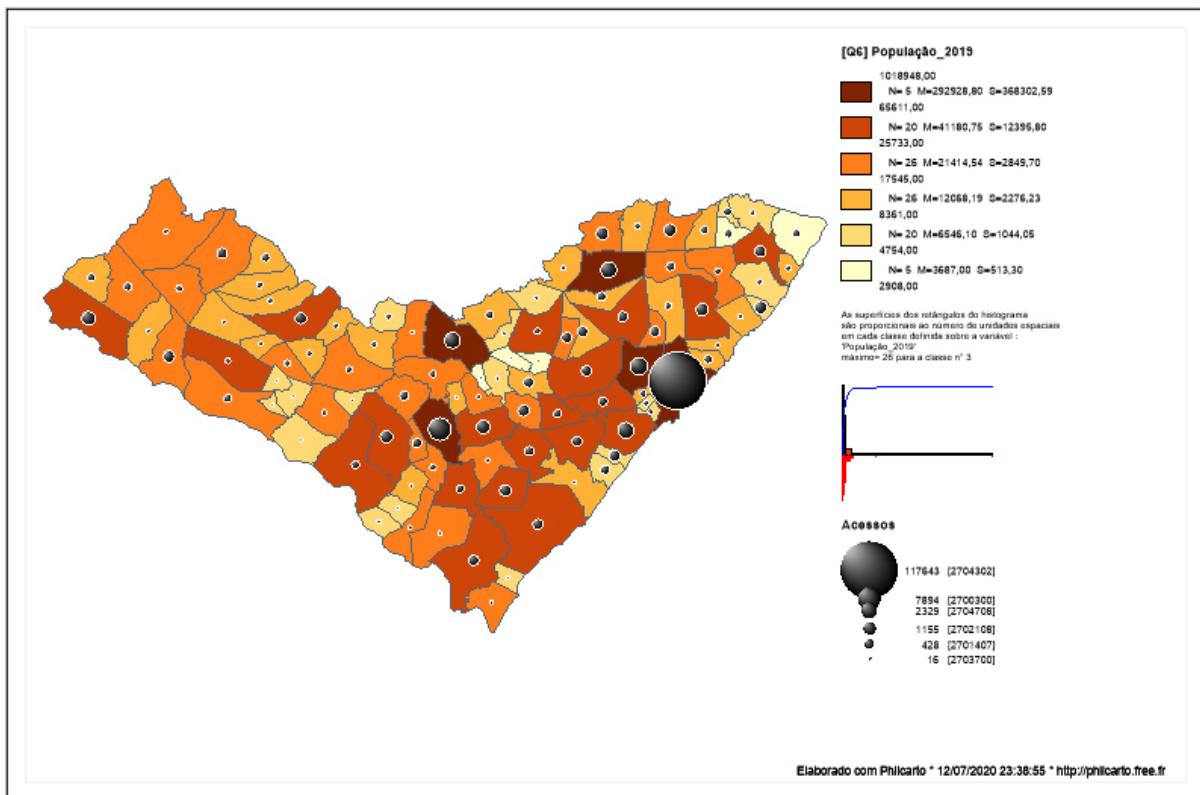 [Q6] População_2019
1018948,00
N= 5 M=292928,80 S=368302,59
65611,00
N= 20 M=41180,75 S=12395,80
25733,00
N= 26 M=21414,54 S=2849,70
17545,00
N= 26 M=12068,19 S=2276,23
8361,00
N= 20 M=6546,10 S=1044,05
4754,00
N= 5 M=3687,00 S=513,30
2908,00
As superfícies dos retângulos do histograma
são proporcionais ao número de unidades espaciais
em cada classe definida sobre a variável :
'População_2019'
máximo= 26 para a classe n° 3
Acessos
117643 [2704302]
7894 [2700300]
2329 [2704708]
1155 [2702108]
428 [2701407]
16 [2703700]
Elaborado com Philcarto * 12/07/2020 23:38:55 * http://philcarto.free.fr